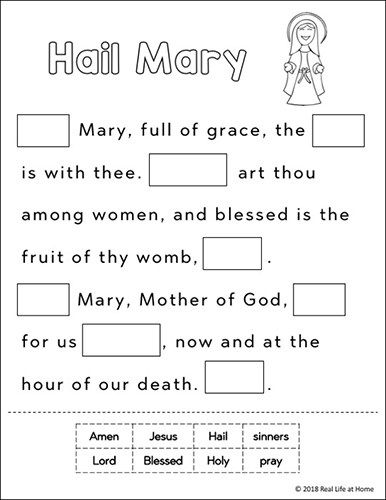 Hail Mary
Mary, full of grace, the
is with thee. art thou
among women, and blessed is the
fruit of thy womb, .
Mary, Mother of God,
for us , now and at the
hour of our death. .
Amen Jesus Hail sinners
Lord Blessed Holy pray
© 2018 Real Life at Home